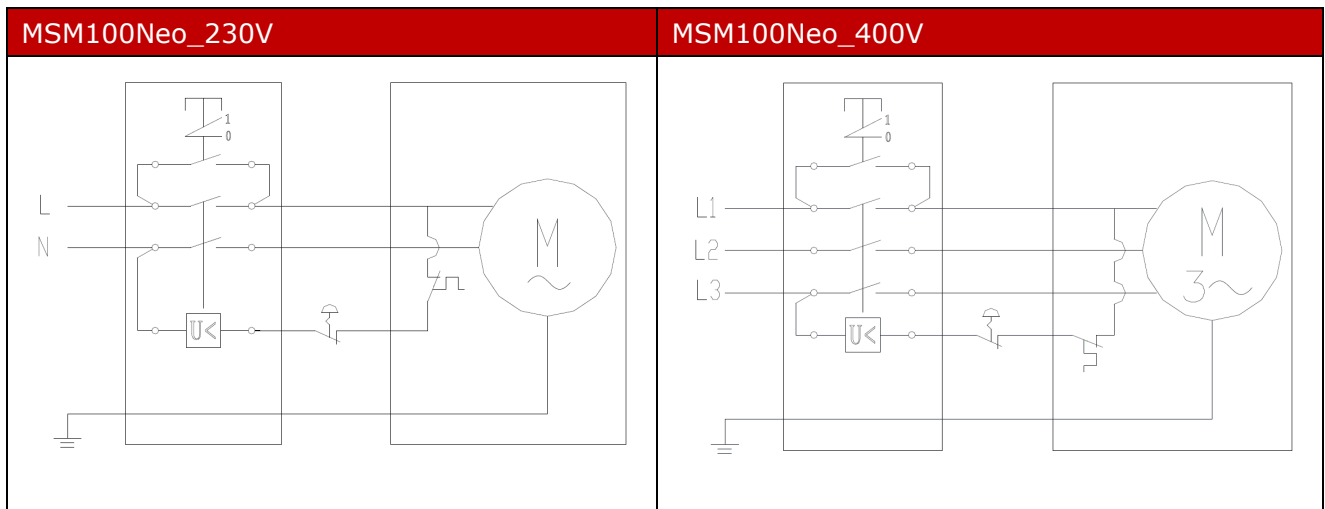 MSM100Neo_230V
1
0
L
N
M
U<
MSM100Neo_400V
1
0
L1
L2
L3
M
3
U<